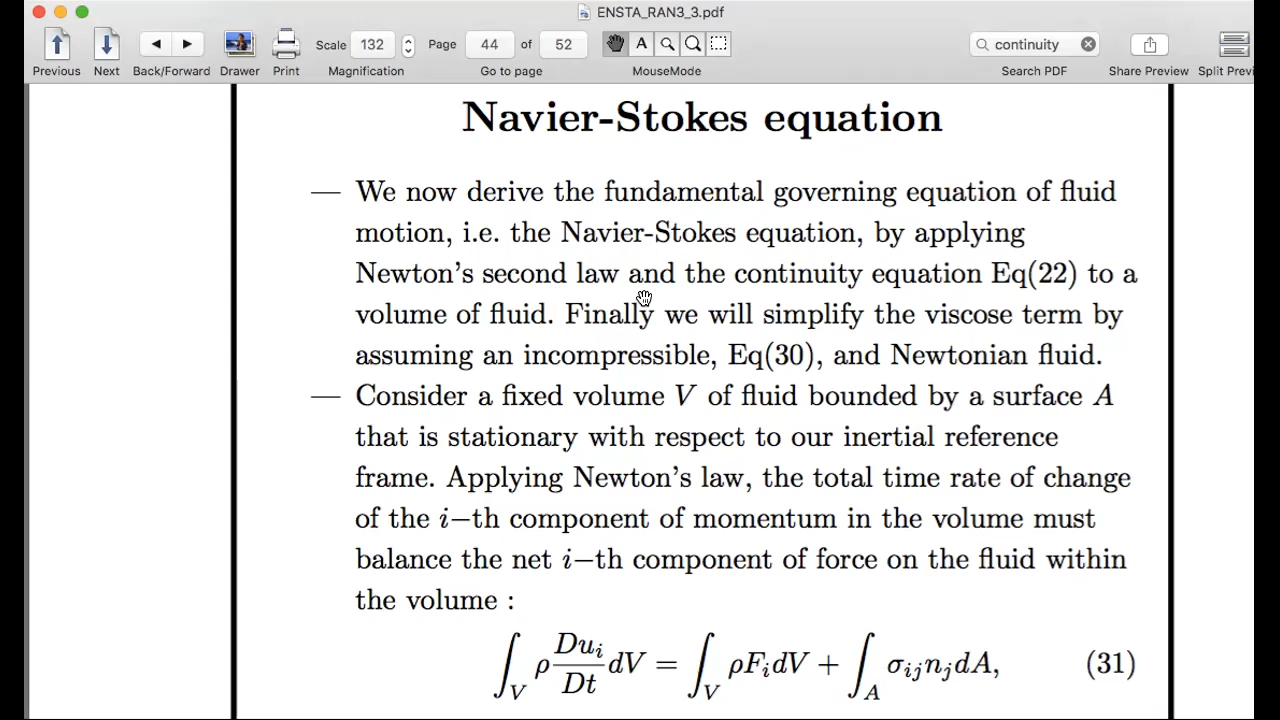 ENSTA_RAN3_3.pdf
Scale 132 Page 44 of 52 A continuity
Previous Next Back/Forward Drawer Print Magnification Go to page MouseMode Search PDF Share Preview Split Previ
Navier-Stokes equation
— We now derive the fundamental governing equation of fluid
motion, i.e. the Navier-Stokes equation, by applying
Newton's second law and the continuity equation Eq(22) to a
volume of fluid. Finally we will simplify the viscose term by
assuming an incompressible, Eq(30), and Newtonian fluid.
— Consider a fixed volume V of fluid bounded by a surface A
that is stationary with respect to our inertial reference
frame. Applying Newton's law, the total time rate of change
of the i−th component of momentum in the volume must
balance the net i−th component of force on the fluid within
the volume :
∫_V ρ Du_i/Dt dV = ∫_V ρF_i dV + ∫_A σ_ij n_j dA, (31)